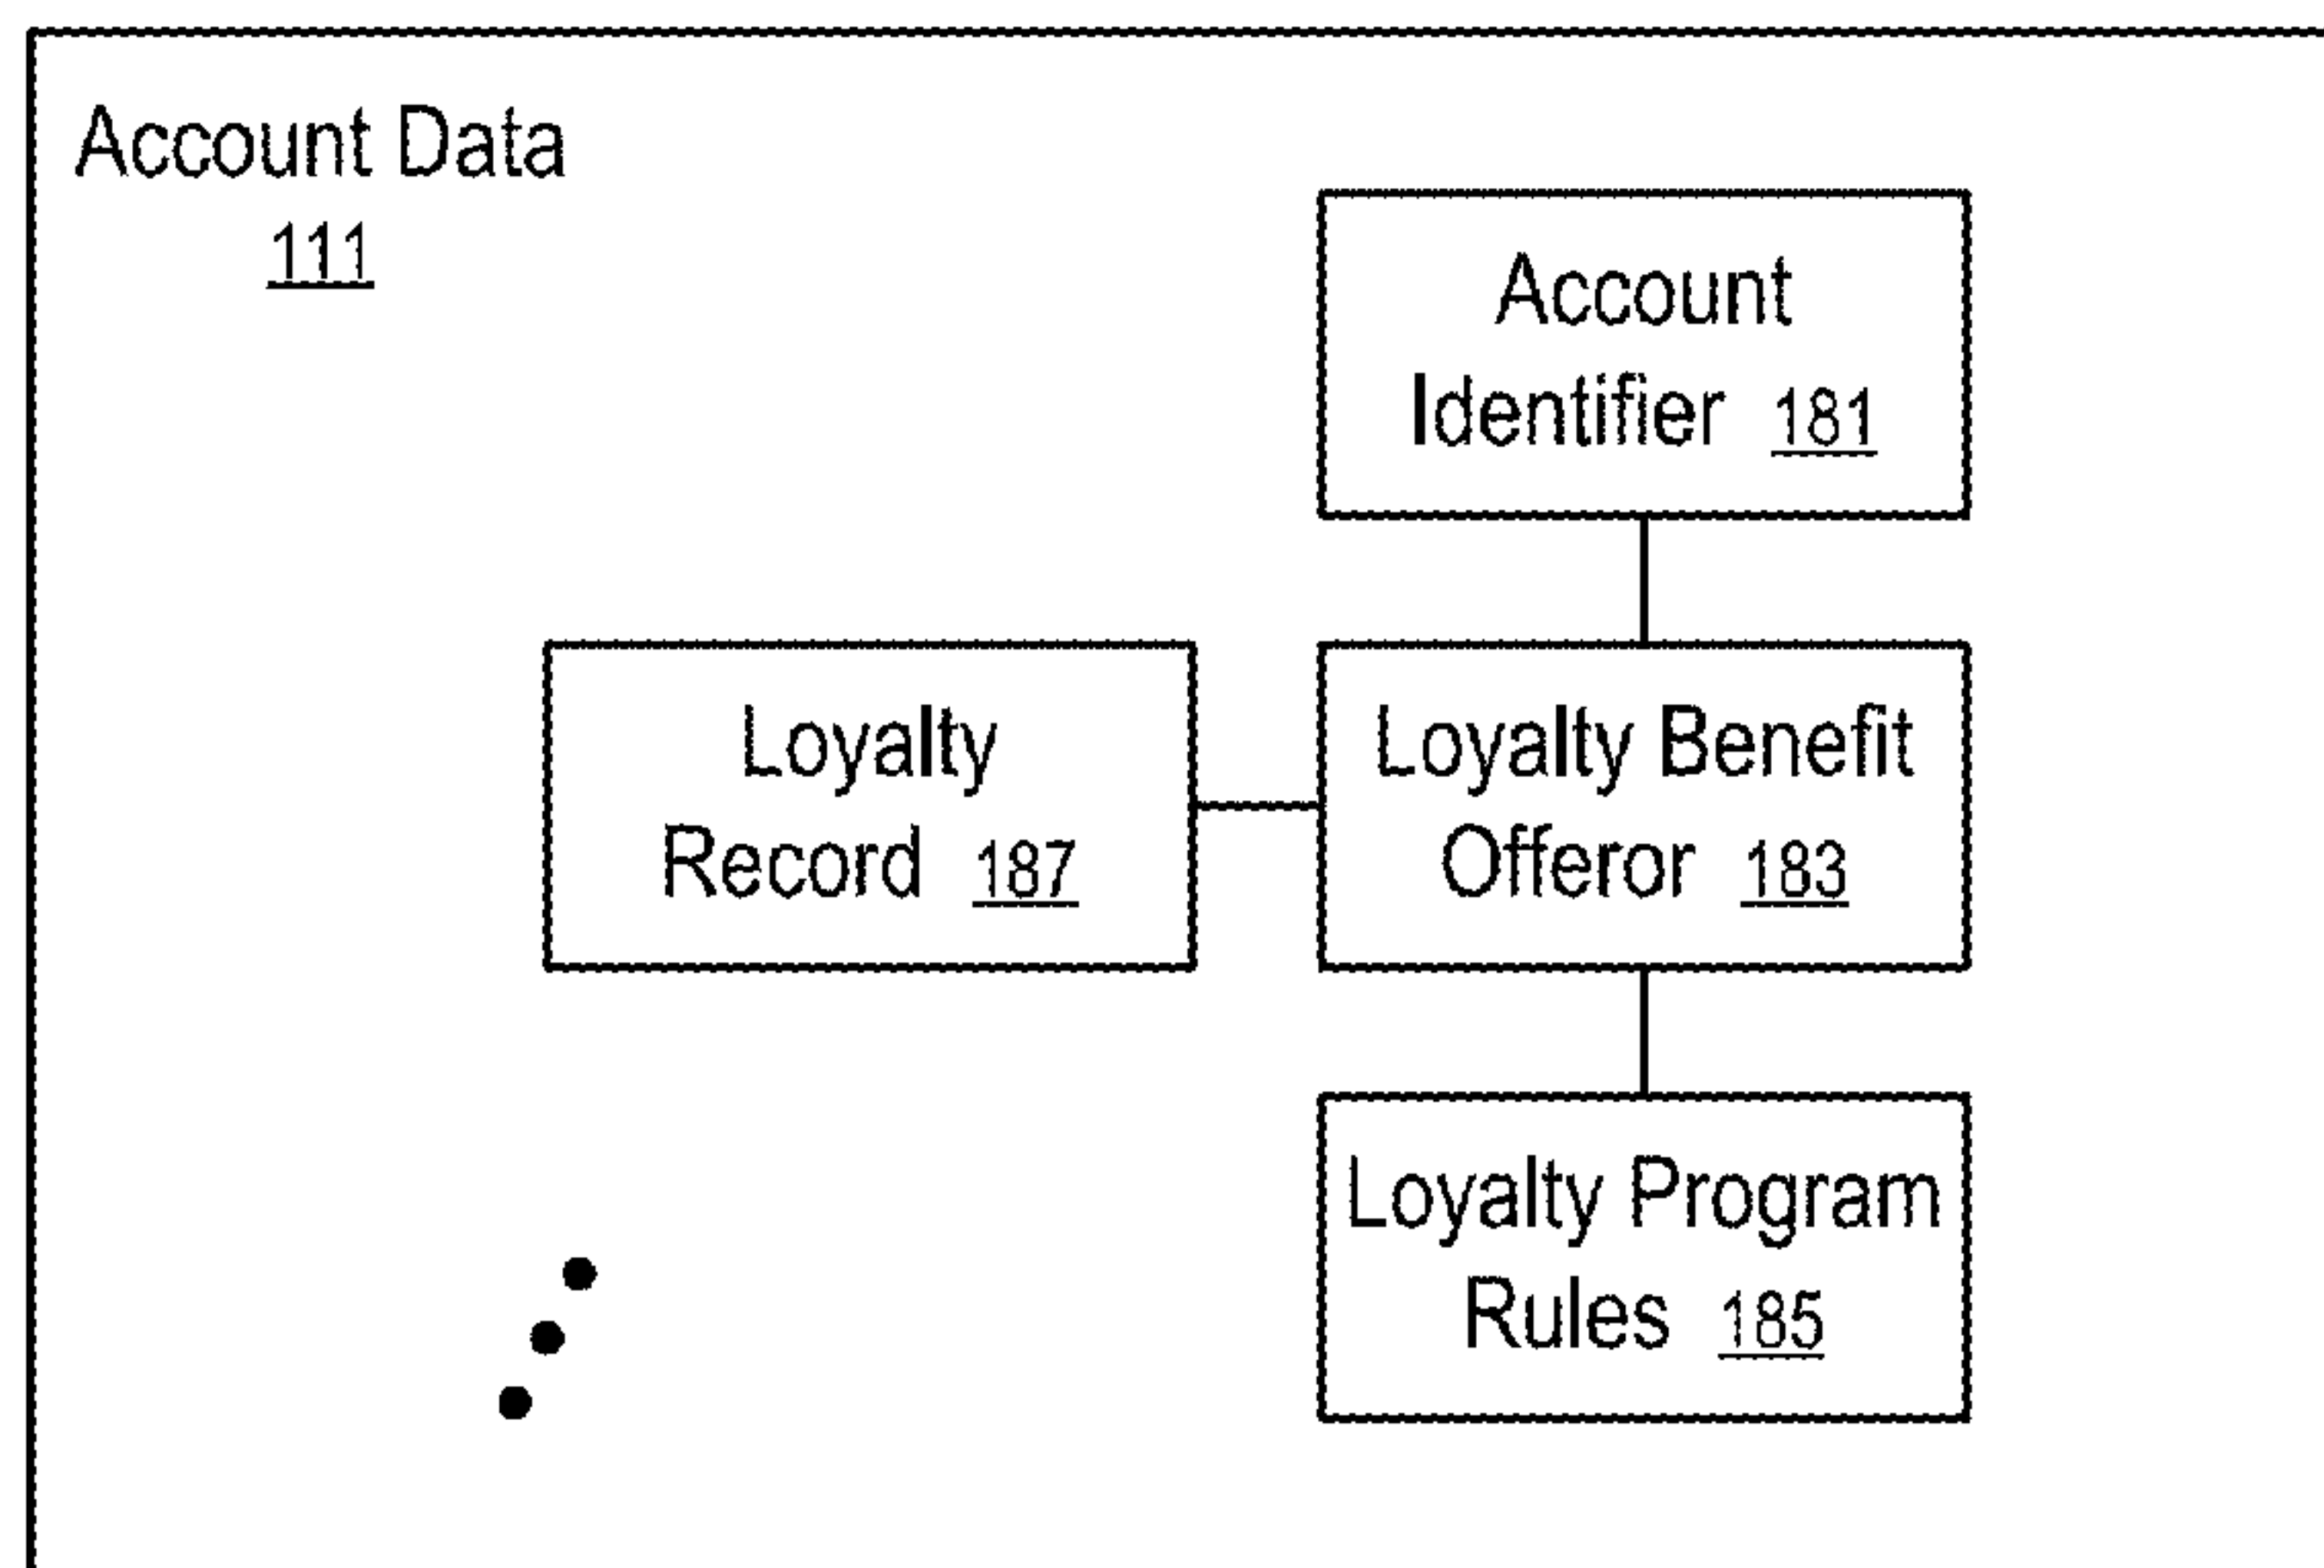 Account Data
111
Account
Identifier 181
Loyalty
Record 187
Loyalty Benefit
Offeror 183
Loyalty Program
Rules 185